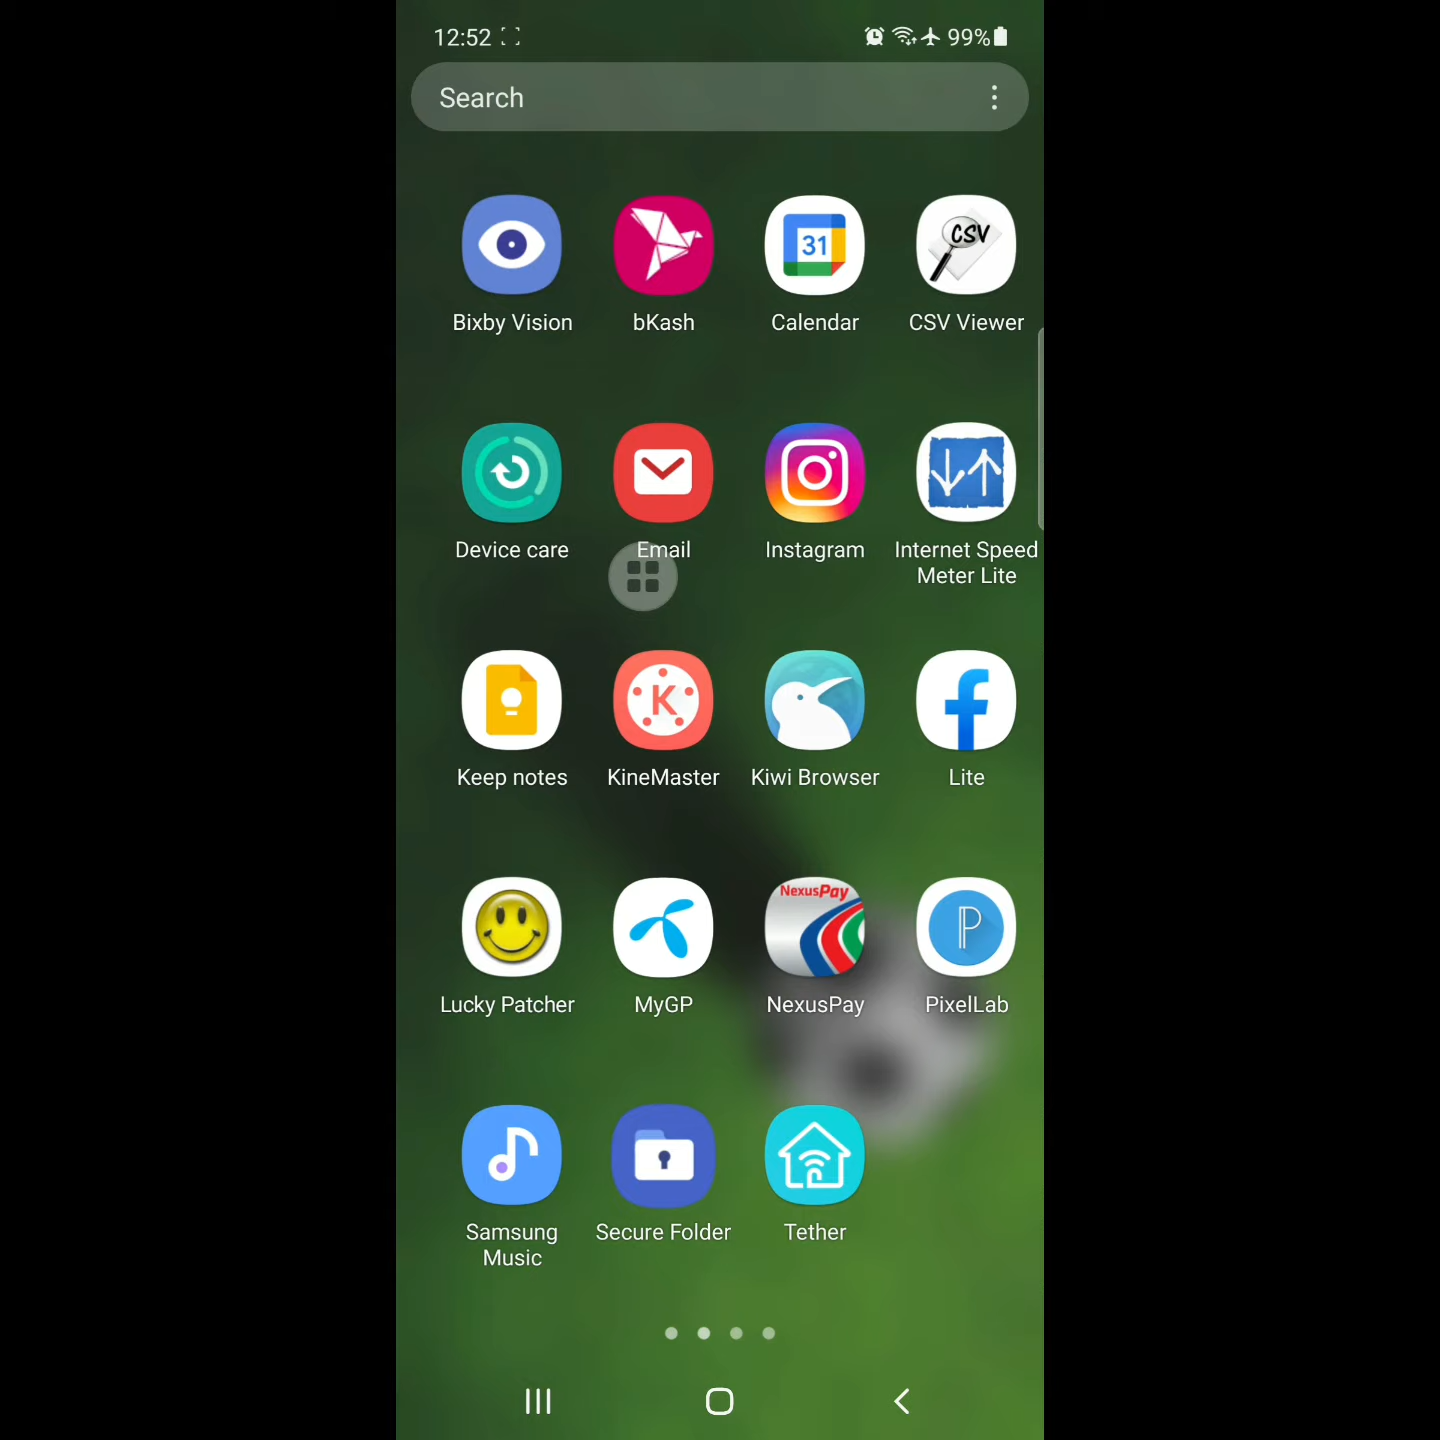 12:52
99%
Search
31
CSV
Bixby Vision
bKash
Calendar
CSV Viewer
Device care
Email
Instagram
Internet Speed
Meter Lite
K
Keep notes
KineMaster
Kiwi Browser
Lite
NexusPay
P
Lucky Patcher
MyGP
NexusPay
PixelLab
Samsung
Music
Secure Folder
Tether